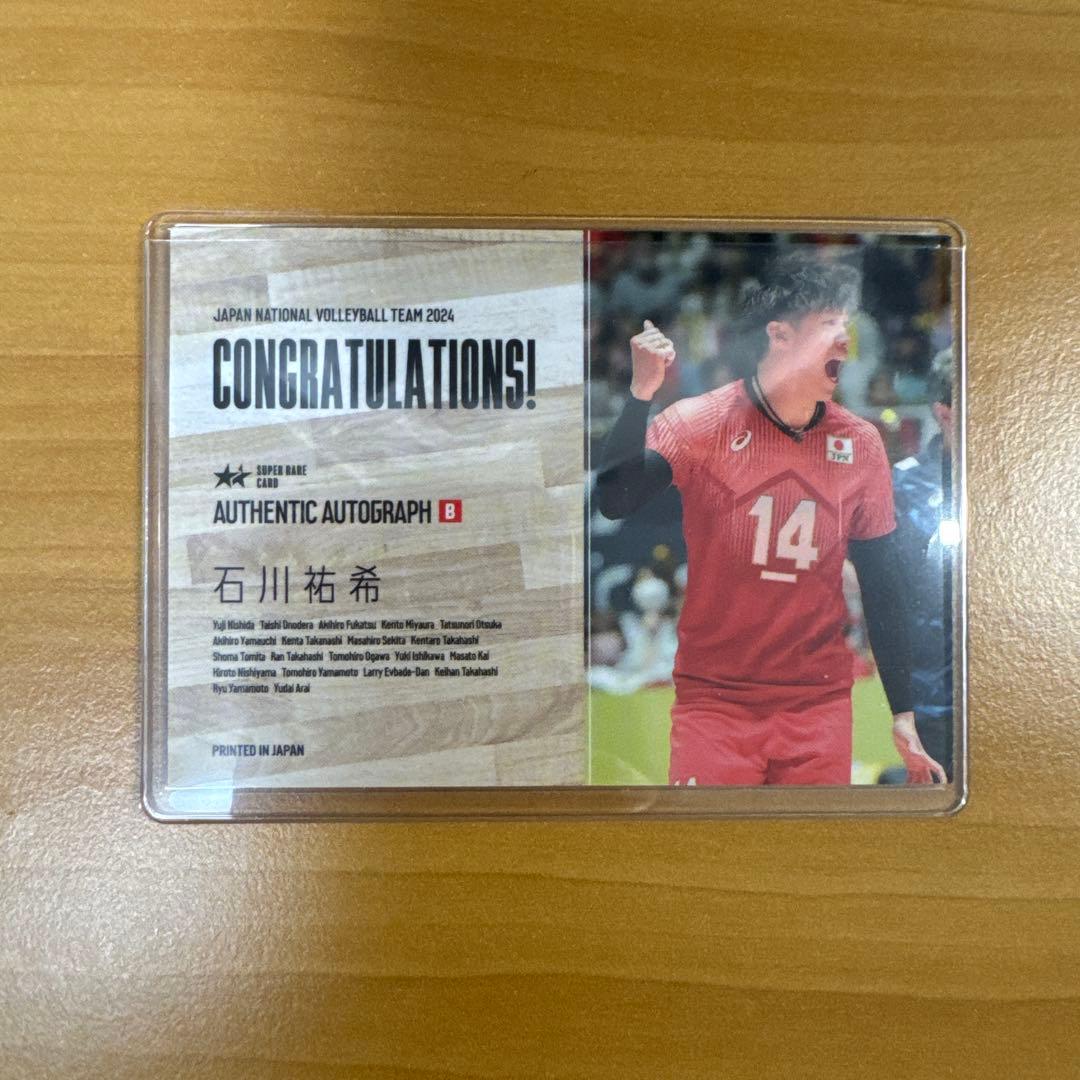 JAPAN NATIONAL VOLLEYBALL TEAM 2024
CONGRATULATIONS!
SUPER RARE
CARD
AUTHENTIC AUTOGRAPH B
石川祐希
Yuji Nishida Taishi Onodera Akihiro Fukatsu Kento Miyaura Tatsunori Otsuka
Akihiro Yamauchi Kenta Takanashi Masahiro Sekita Kentaro Takahashi
Shoma Tomita Ran Takahashi Tomohiro Ogawa Yuki Ishikawa Masato Kai
Hiroto Nishiyama Tomohiro Yamamoto Larry Evbade-Dan Keihan Takahashi
Ryu Yamamoto Yudai Arai
PRINTED IN JAPAN
JPN
14